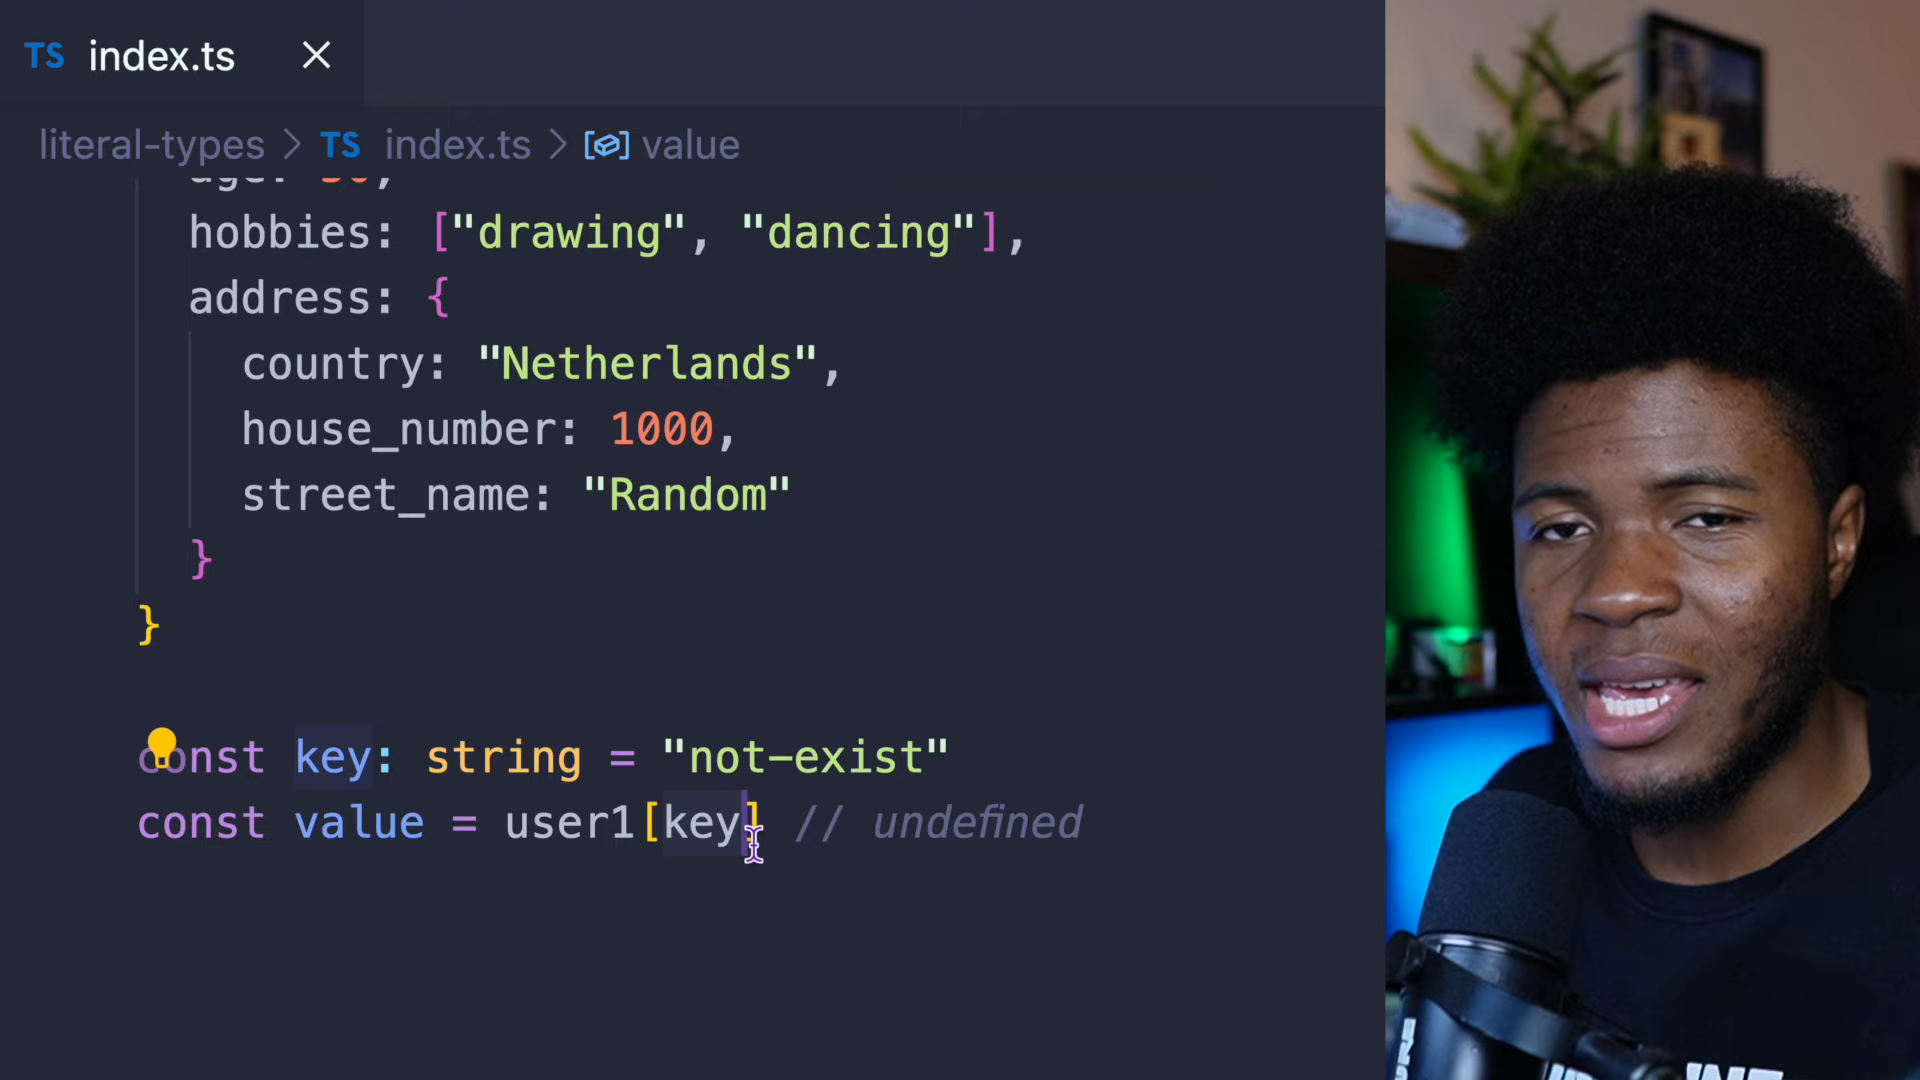 TS index.ts
literal-types > TS index.ts > value
hobbies: ["drawing", "dancing"],
address: {
country: "Netherlands",
house_number: 1000,
street_name: "Random"
}
}
const key: string = "not-exist"
const value = user1[key] // undefined